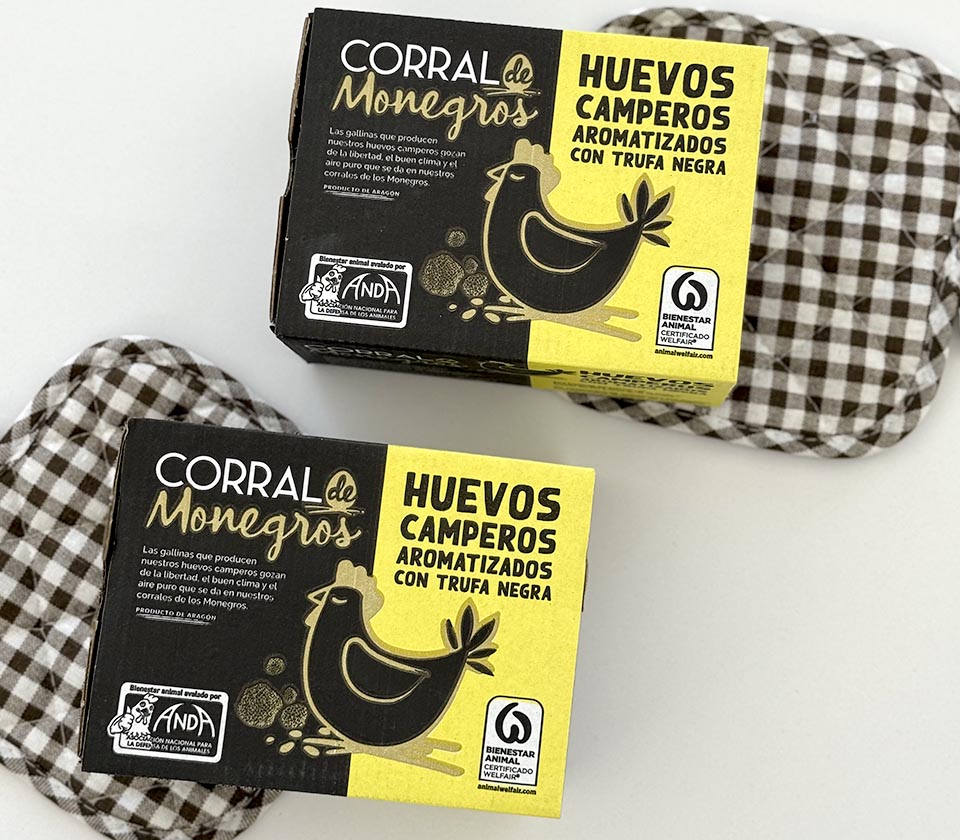 CORRAL de
Monegros
Las gallinas que producen
nuestros huevos camperos gozan
de la libertad, el buen clima y el
aire puro que se da en nuestros
corrales de los Monegros.
PRODUCTO DE ARAGÓN
Bienestar animal avalado por
ANDA
ASOCIACIÓN NACIONAL PARA
LA DEFENSA DE LOS ANIMALES
HUEVOS
CAMPEROS
AROMATIZADOS
CON TRUFA NEGRA
BIENESTAR
ANIMAL
CERTIFICADO
WELFAIR®
animalwelfair.com
CORRAL de
HUEVOS
CAMPEROS
CORRAL de
Monegros
Las gallinas que producen
nuestros huevos camperos gozan
de la libertad, el buen clima y el
aire puro que se da en nuestros
corrales de los Monegros.
PRODUCTO DE ARAGÓN
Bienestar animal avalado por
ANDA
ASOCIACIÓN NACIONAL PARA
LA DEFENSA DE LOS ANIMALES
HUEVOS
CAMPEROS
AROMATIZADOS
CON TRUFA NEGRA
BIENESTAR
ANIMAL
CERTIFICADO
WELFAIR®
animalwelfair.com